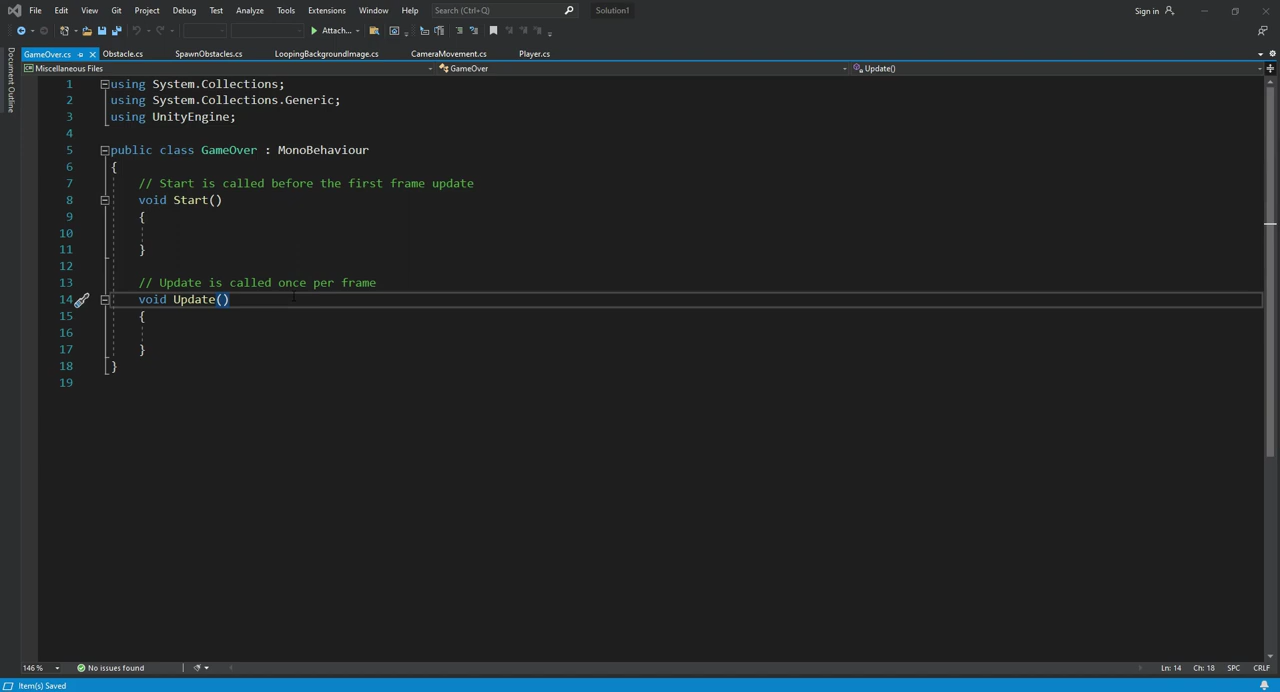 File Edit View Git Project Debug Test Analyze Tools Extensions Window Help Search (Ctrl+Q) Solution1 Sign in
Attach...
GameOver.cs Obstacle.cs SpawnObstacles.cs LoopingBackgroundImage.cs CameraMovement.cs Player.cs
Document Outline
Miscellaneous Files GameOver Update()
1 using System.Collections;
2 using System.Collections.Generic;
3 using UnityEngine;
4
5 public class GameOver : MonoBehaviour
6 {
7 // Start is called before the first frame update
8 void Start()
9 {
10
11 }
12
13 // Update is called once per frame
14 void Update()
15 {
16
17 }
18 }
19
146 % No issues found Ln: 14 Ch: 18 SPC CRLF
Item(s) Saved